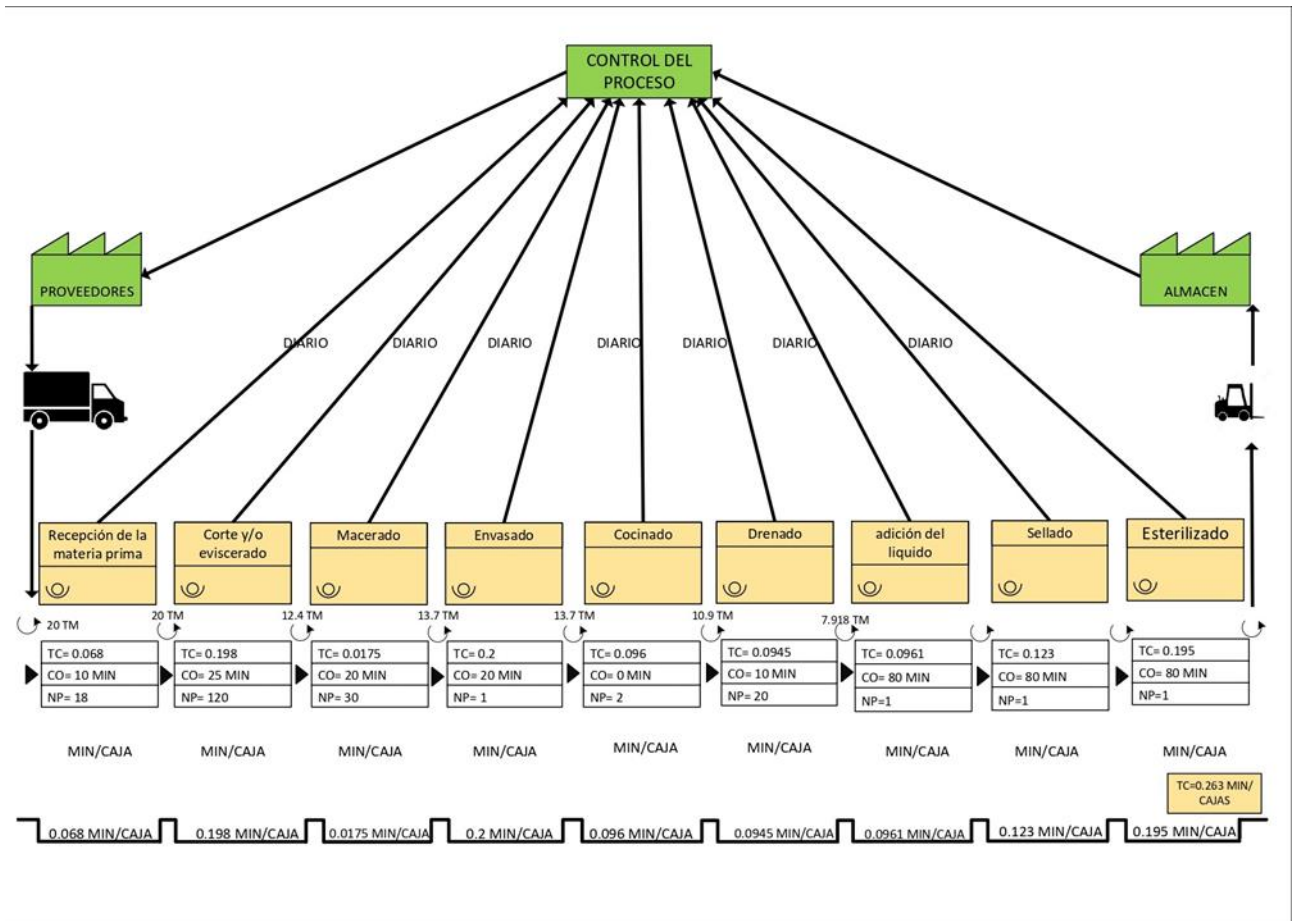 CONTROL DEL
PROCESO
PROVEEDORES
ALMACEN
DIARIO
DIARIO
DIARIO
DIARIO
DIARIO
DIARIO
DIARIO
Recepción de la
materia prima
Corte y/o
eviscerado
Macerado
Envasado
Cocinado
Drenado
adición del
liquido
Sellado
Esterilizado
20 TM
20 TM
12.4 TM
13.7 TM
13.7 TM
10.9 TM
7.918 TM
TC= 0.068
CO= 10 MIN
NP= 18
TC= 0.198
CO= 25 MIN
NP= 120
TC= 0.0175
CO= 20 MIN
NP= 30
TC= 0.2
CO= 20 MIN
NP= 1
TC= 0.096
CO= 0 MIN
NP= 2
TC= 0.0945
CO= 10 MIN
NP= 20
TC= 0.0961
CO= 80 MIN
NP=1
TC= 0.123
CO= 80 MIN
NP=1
TC= 0.195
CO= 80 MIN
NP=1
MIN/CAJA
MIN/CAJA
MIN/CAJA
MIN/CAJA
MIN/CAJA
MIN/CAJA
MIN/CAJA
MIN/CAJA
MIN/CAJA
TC=0.263 MIN/
CAJAS
0.068 MIN/CAJA
0.198 MIN/CAJA
0.0175 MIN/CAJA
0.2 MIN/CAJA
0.096 MIN/CAJA
0.0945 MIN/CAJA
0.0961 MIN/CAJA
0.123 MIN/CAJA
0.195 MIN/CAJA